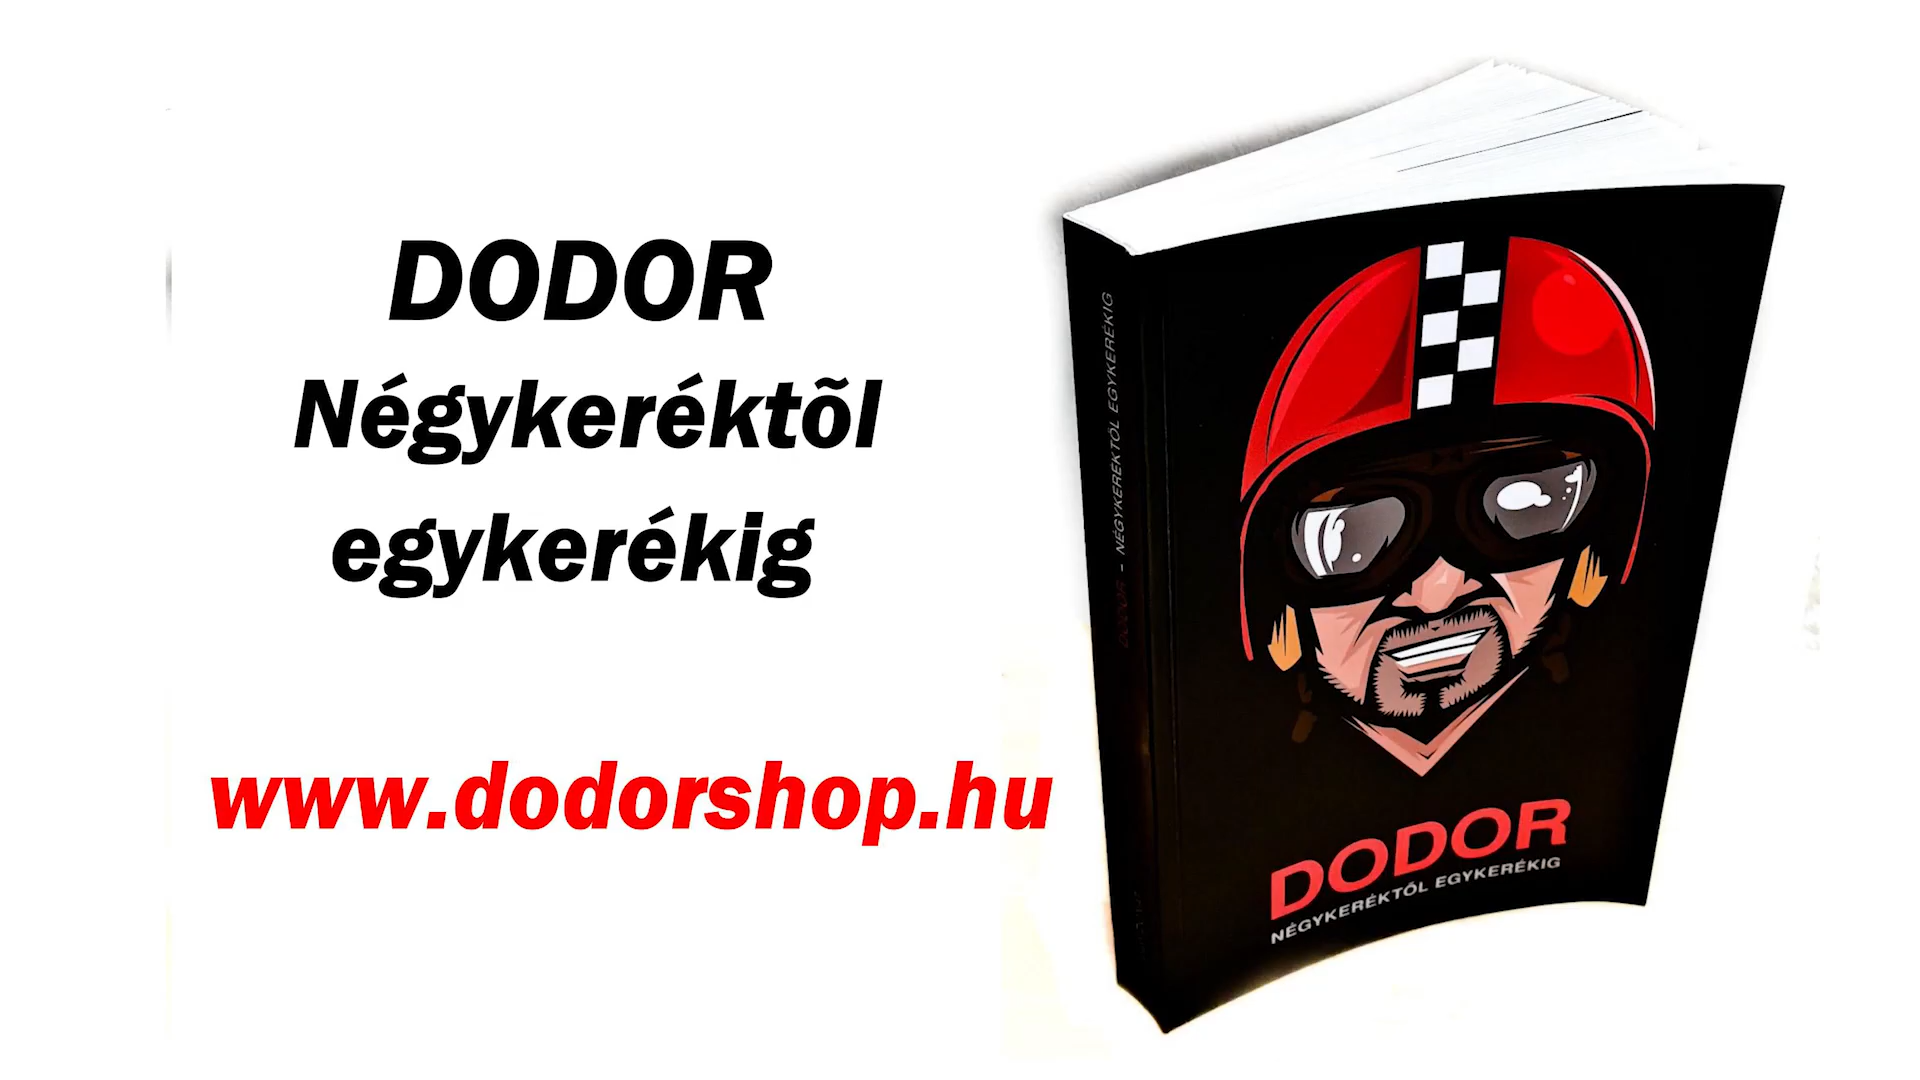 DODOR
Négykeréktõl
egykerékig
www.dodorshop.hu
NÉGYKERÉKTŐL EGYKERÉKIG
DODOR
NÉGYKERÉKTŐL EGYKERÉKIG